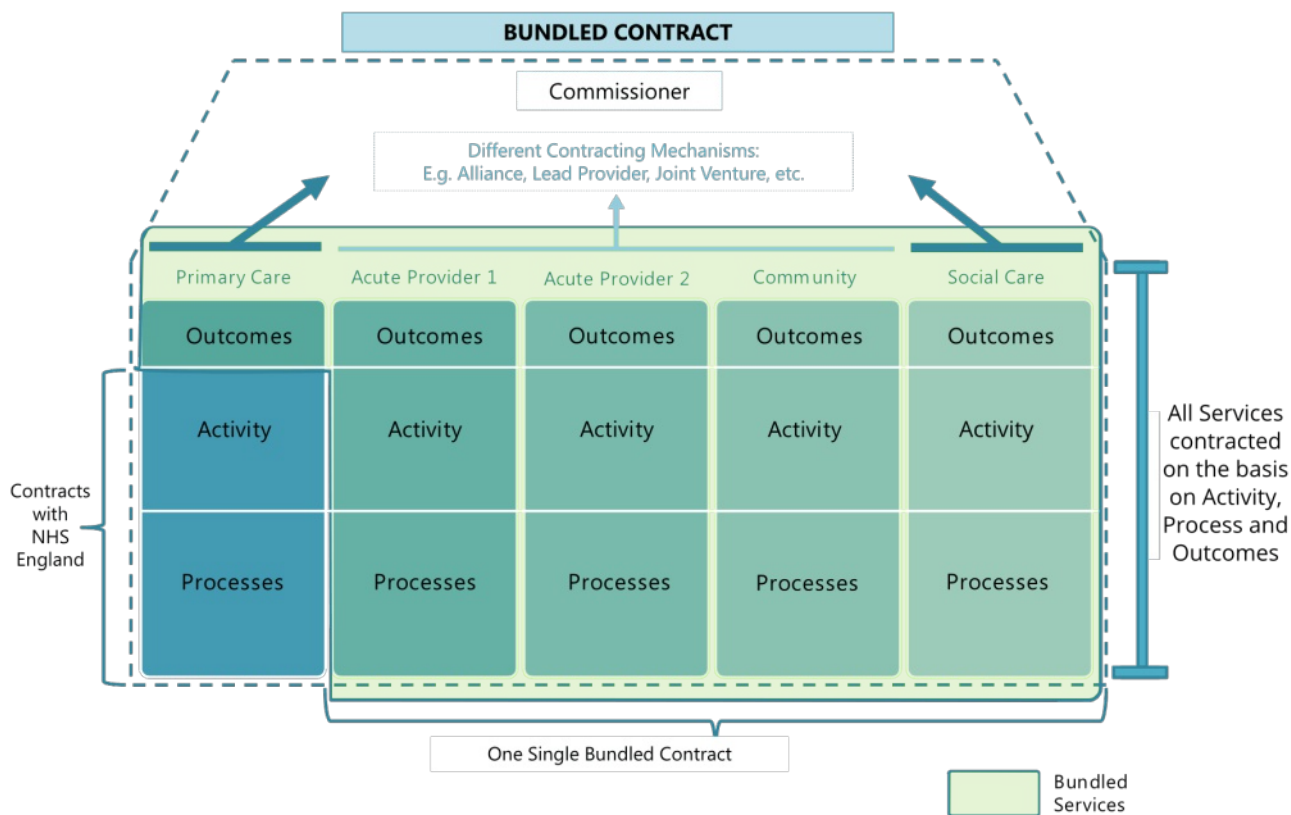 BUNDLED CONTRACT
Commissioner
Different Contracting Mechanisms:
E.g. Alliance, Lead Provider, Joint Venture, etc.
Primary Care
Acute Provider 1
Acute Provider 2
Community
Social Care
Outcomes
Outcomes
Outcomes
Outcomes
Outcomes
Activity
Activity
Activity
Activity
Activity
Processes
Processes
Processes
Processes
Processes
Contracts
with
NHS
England
All Services
contracted
on the basis
on Activity,
Process and
Outcomes
One Single Bundled Contract
Bundled
Services